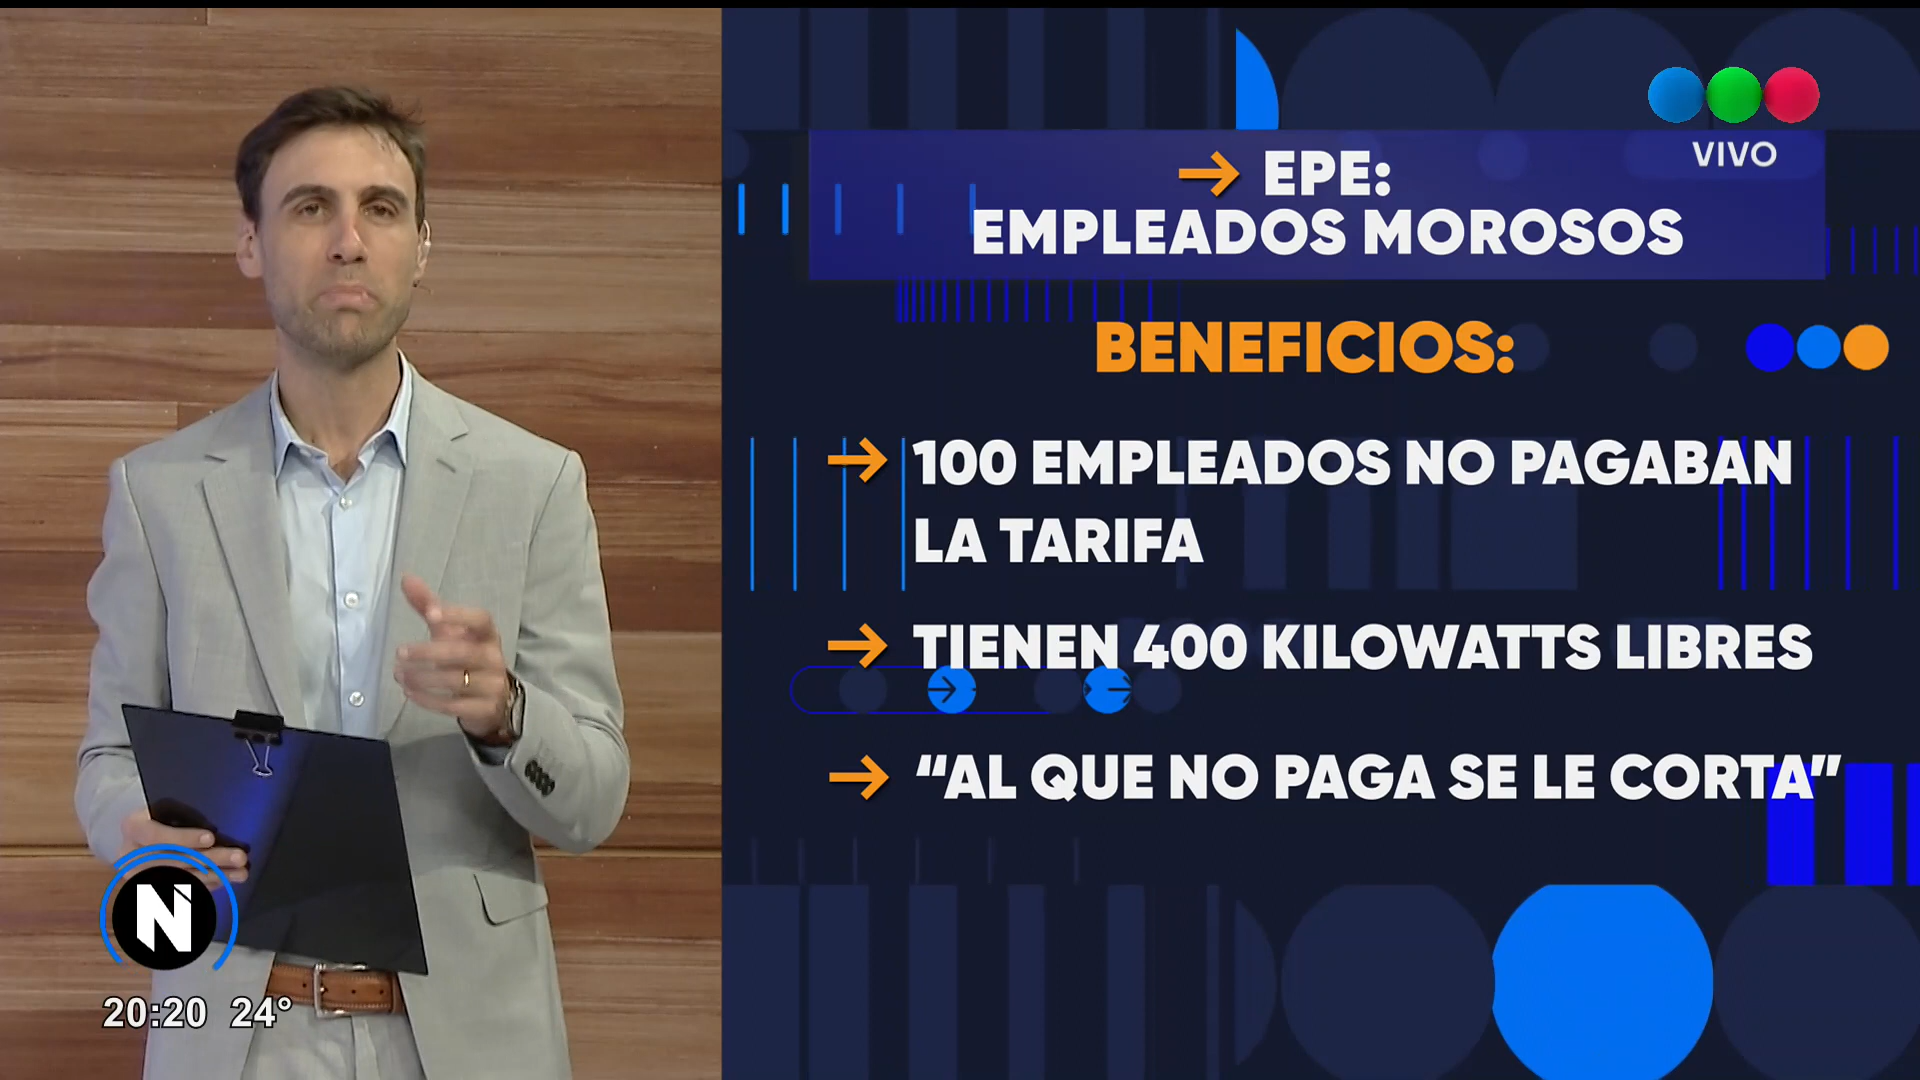 VIVO
→ EPE:
EMPLEADOS MOROSOS
BENEFICIOS:
→ 100 EMPLEADOS NO PAGABAN
LA TARIFA
→ TIENEN 400 KILOWATTS LIBRES
→ “AL QUE NO PAGA SE LE CORTA”
N
20:20 24°